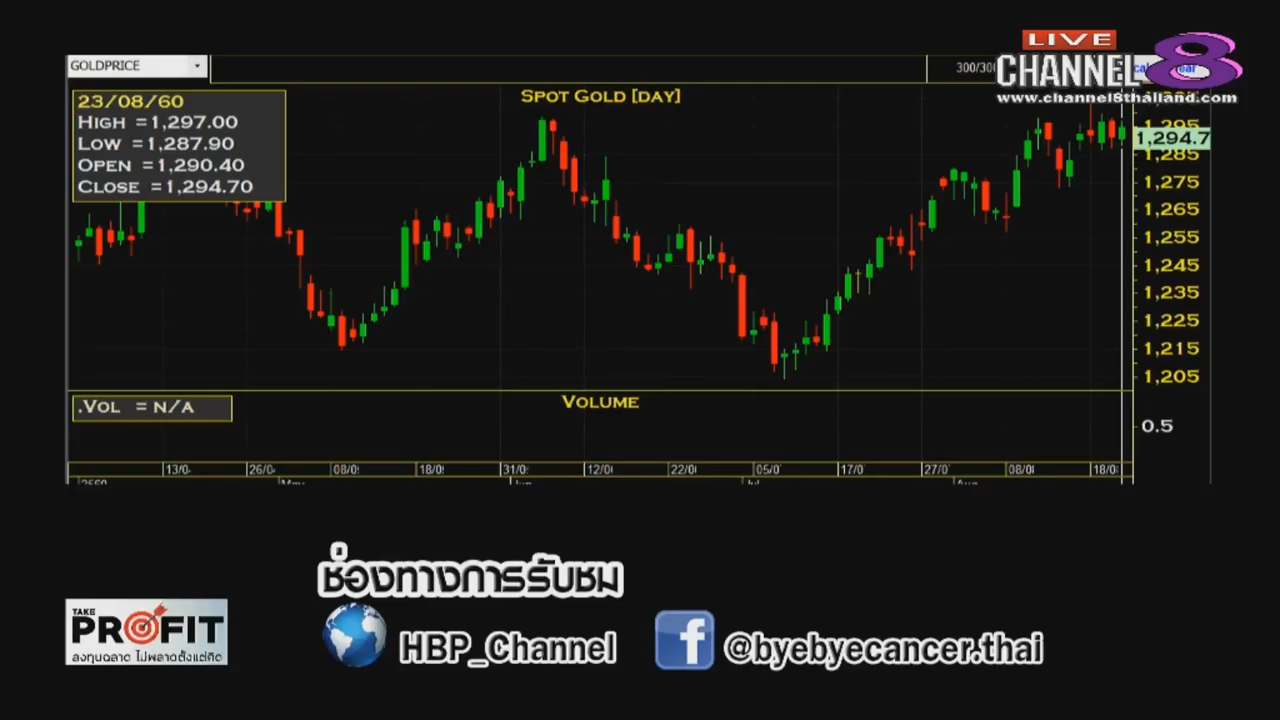 LIVE
CHANNEL 8
www.channel8thailand.com
GOLDPRICE
300/300
SPOT GOLD [DAY]
23/08/60
HIGH =1,297.00
LOW =1,287.90
OPEN =1,290.40
CLOSE =1,294.70
1,295
1,294.7
1,285
1,275
1,265
1,255
1,245
1,235
1,225
1,215
1,205
.VOL = N/A
VOLUME
0.5
13/0
26/0
08/0
18/0
31/0
12/0
22/0
05/0
17/0
27/0
08/0
18/0
2560
May
Jun
Jul
Aug
ช่องทางการรับชม
TAKE
PROFIT
ลงทุนฉลาด ไม่พลาดตั้งแต่คิด
HBP_Channel
@byebyecancer.thai